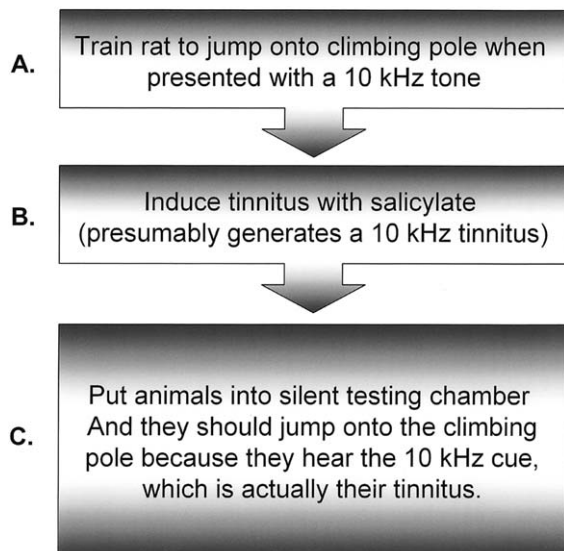 A.
Train rat to jump onto climbing pole when
presented with a 10 kHz tone
B.
Induce tinnitus with salicylate
(presumably generates a 10 kHz tinnitus)
C.
Put animals into silent testing chamber
And they should jump onto the climbing
pole because they hear the 10 kHz cue,
which is actually their tinnitus.